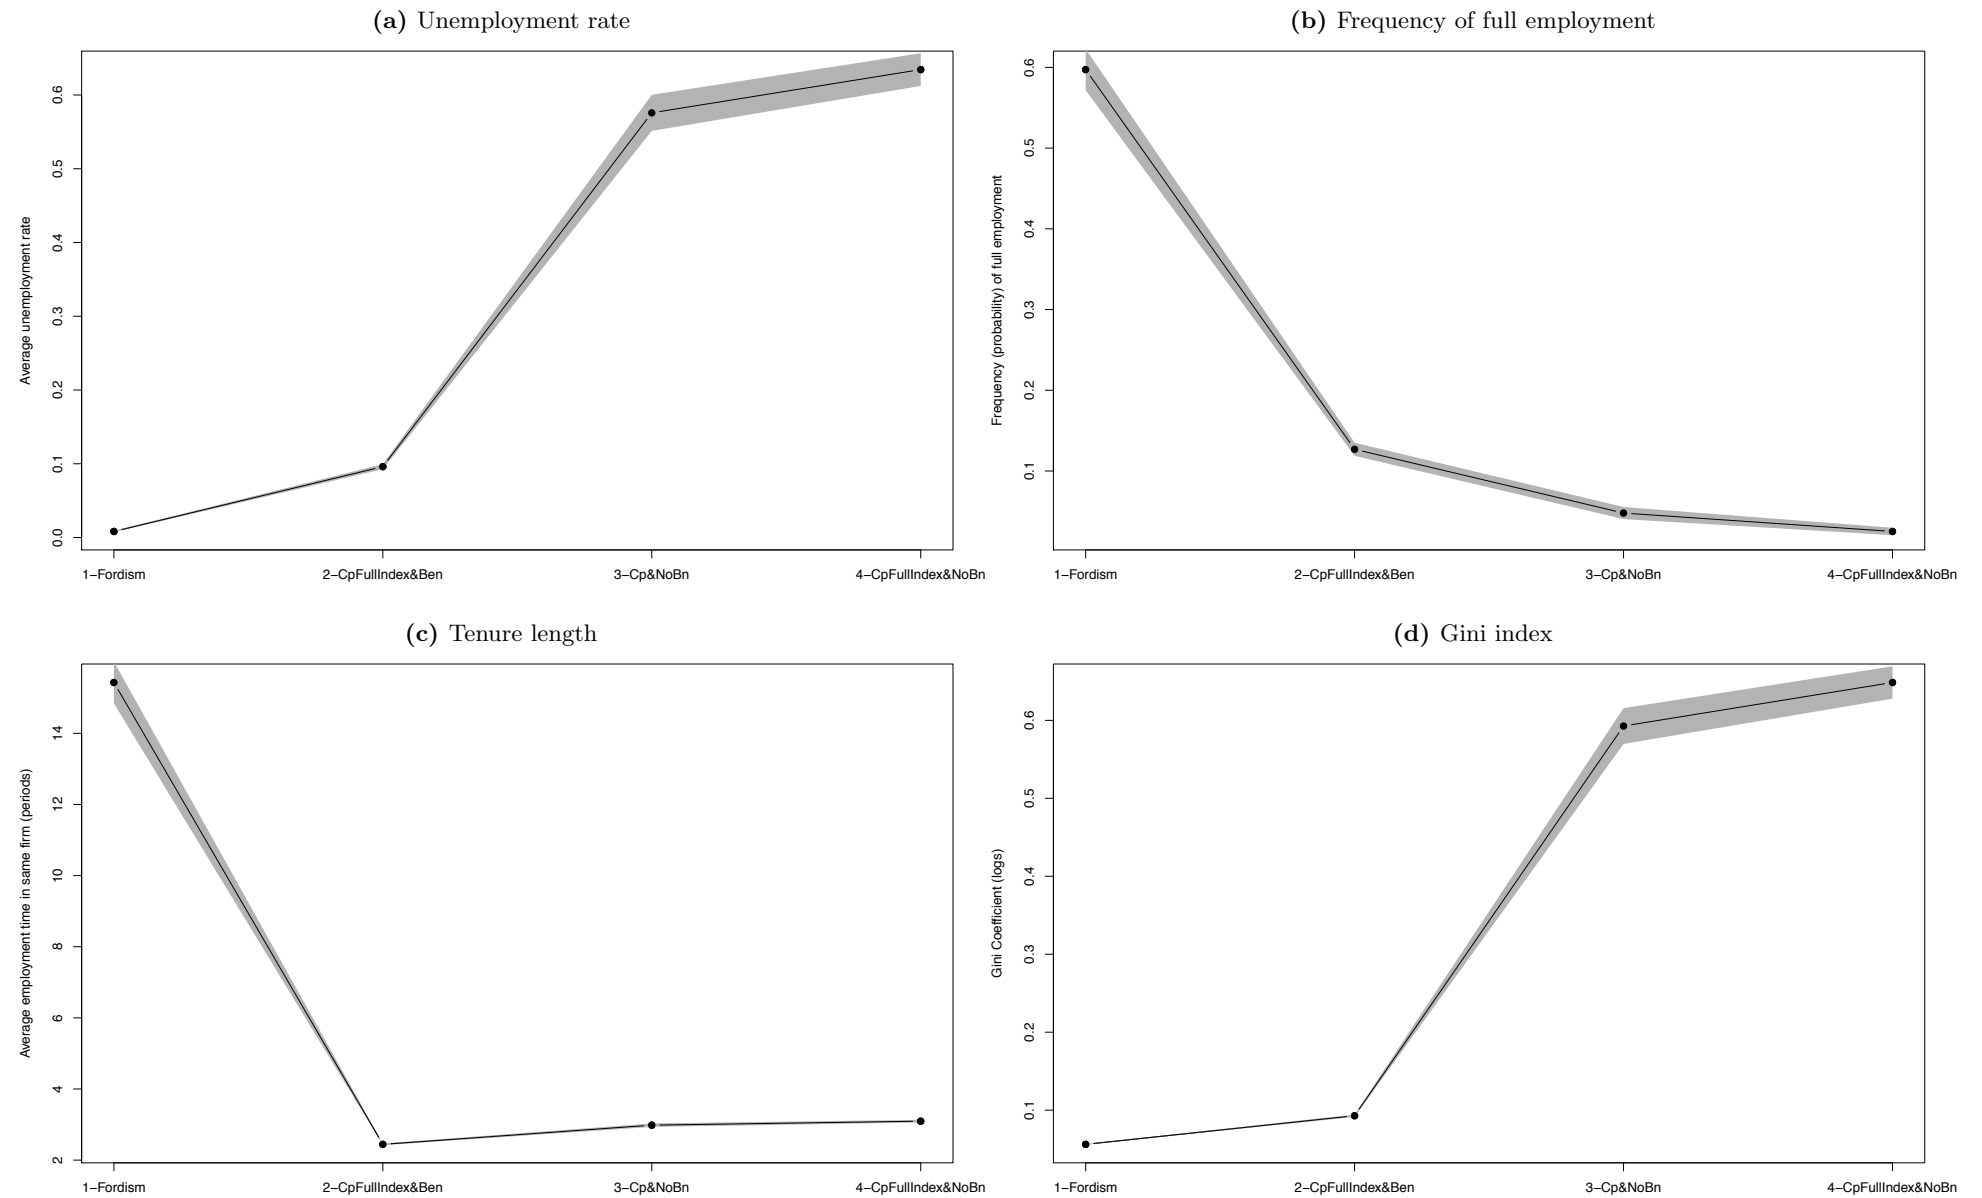 (a) Unemployment rate
Average unemployment rate
0.6
0.5
0.4
0.3
0.2
0.1
0.0
1−Fordism
2−CpFullIndex&Ben
3−Cp&NoBn
4−CpFullIndex&NoBn
(b) Frequency of full employment
Frequency (probability) of full employment
0.6
0.5
0.4
0.3
0.2
0.1
1−Fordism
2−CpFullIndex&Ben
3−Cp&NoBn
4−CpFullIndex&NoBn
(c) Tenure length
Average employment time in same firm (periods)
14
12
10
8
6
4
2
1−Fordism
2−CpFullIndex&Ben
3−Cp&NoBn
4−CpFullIndex&NoBn
(d) Gini index
Gini Coefficient (logs)
0.6
0.5
0.4
0.3
0.2
0.1
1−Fordism
2−CpFullIndex&Ben
3−Cp&NoBn
4−CpFullIndex&NoBn